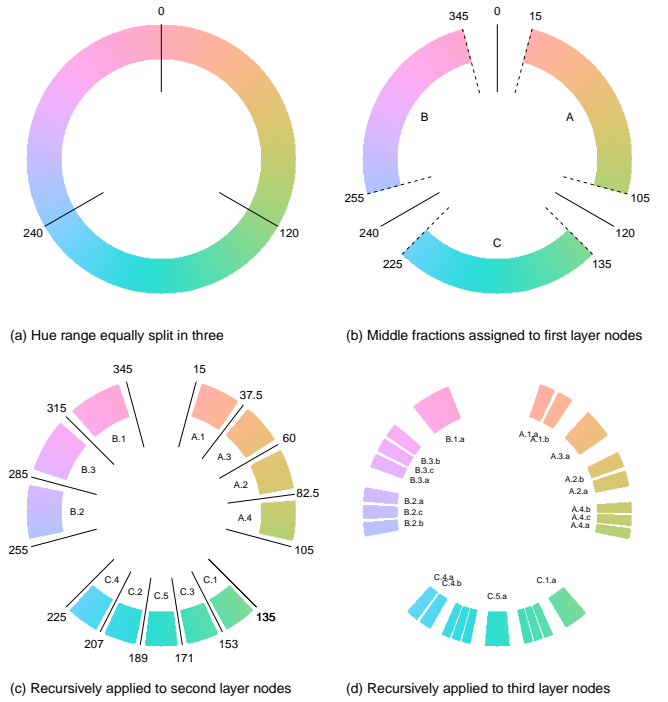 0
120
240
(a) Hue range equally split in three
345
0
15
B
A
255
105
240
120
C
225
135
(b) Middle fractions assigned to first layer nodes
345
15
315
37.5
B.1
A.1
60
B.3
A.3
285
A.2
82.5
B.2
A.4
255
105
C.4
C.1
C.2
C.3
C.5
225
135
207
153
189
171
(c) Recursively applied to second layer nodes
B.1.a
A.1.a
A.1.b
A.3.a
B.3.b
B.3.c
B.3.a
A.2.b
A.2.a
B.2.a
B.2.c
B.2.b
A.4.b
A.4.c
A.4.a
C.4.a
C.4.b
C.1.a
C.5.a
(d) Recursively applied to third layer nodes